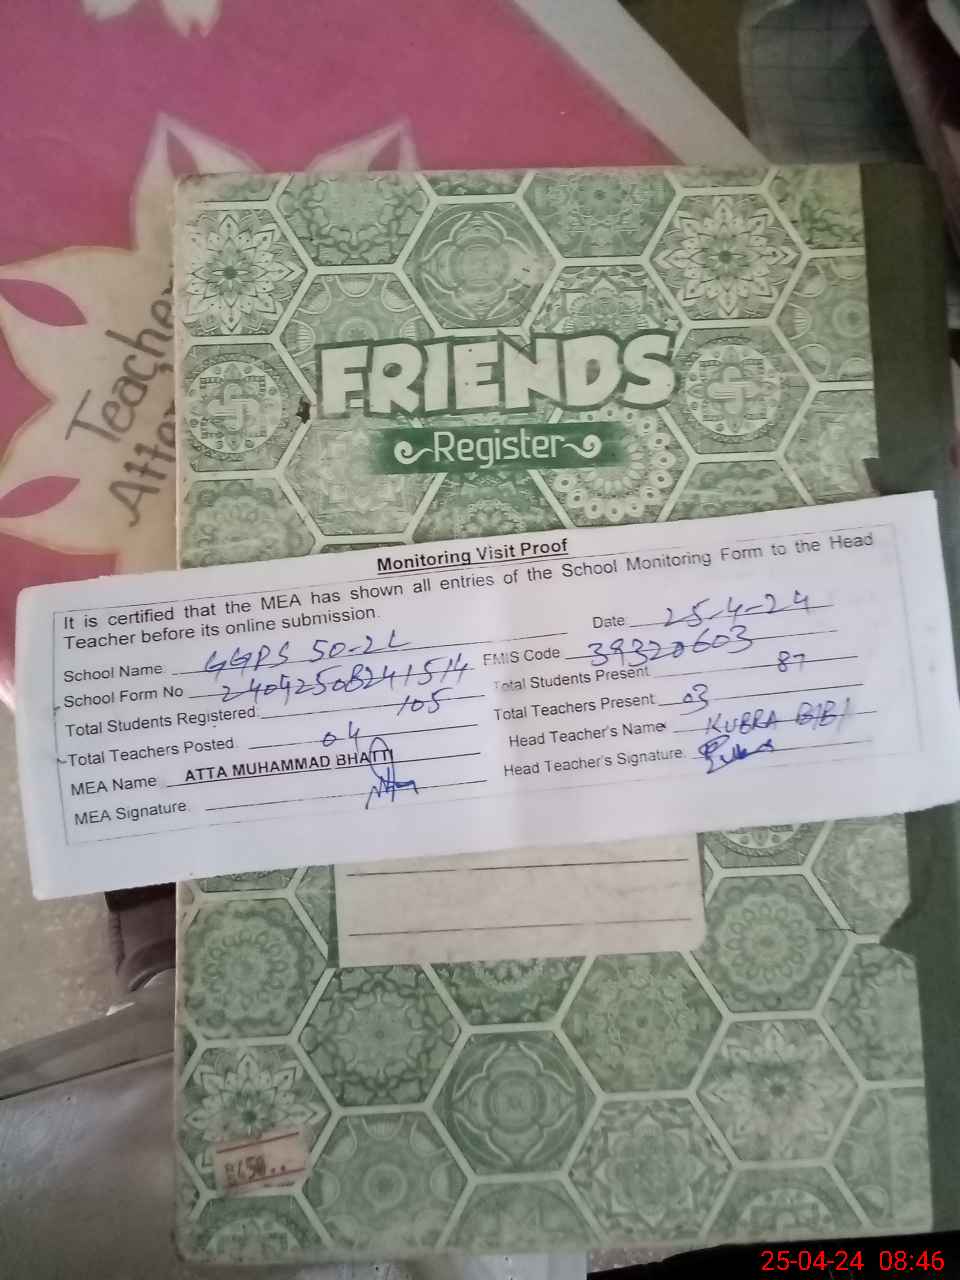 Teacher
FRIENDS
Register
Monitoring Visit Proof
It is certified that the MEA has shown all entries of the School Monitoring Form to the Head
Teacher before its online submission.
School Name: GGPS 50-2L Date: 25-4-24
School Form No 24042508241514 EMIS Code 39320603
Total Students Registered: 105 Total Students Present 87
Total Teachers Posted 04 Total Teachers Present: 03
MEA Name: ATTA MUHAMMAD BHATTI Head Teacher's Name KUBRA BIBI
MEA Signature: Head Teacher's Signature:
450..
25-04-24 08:46